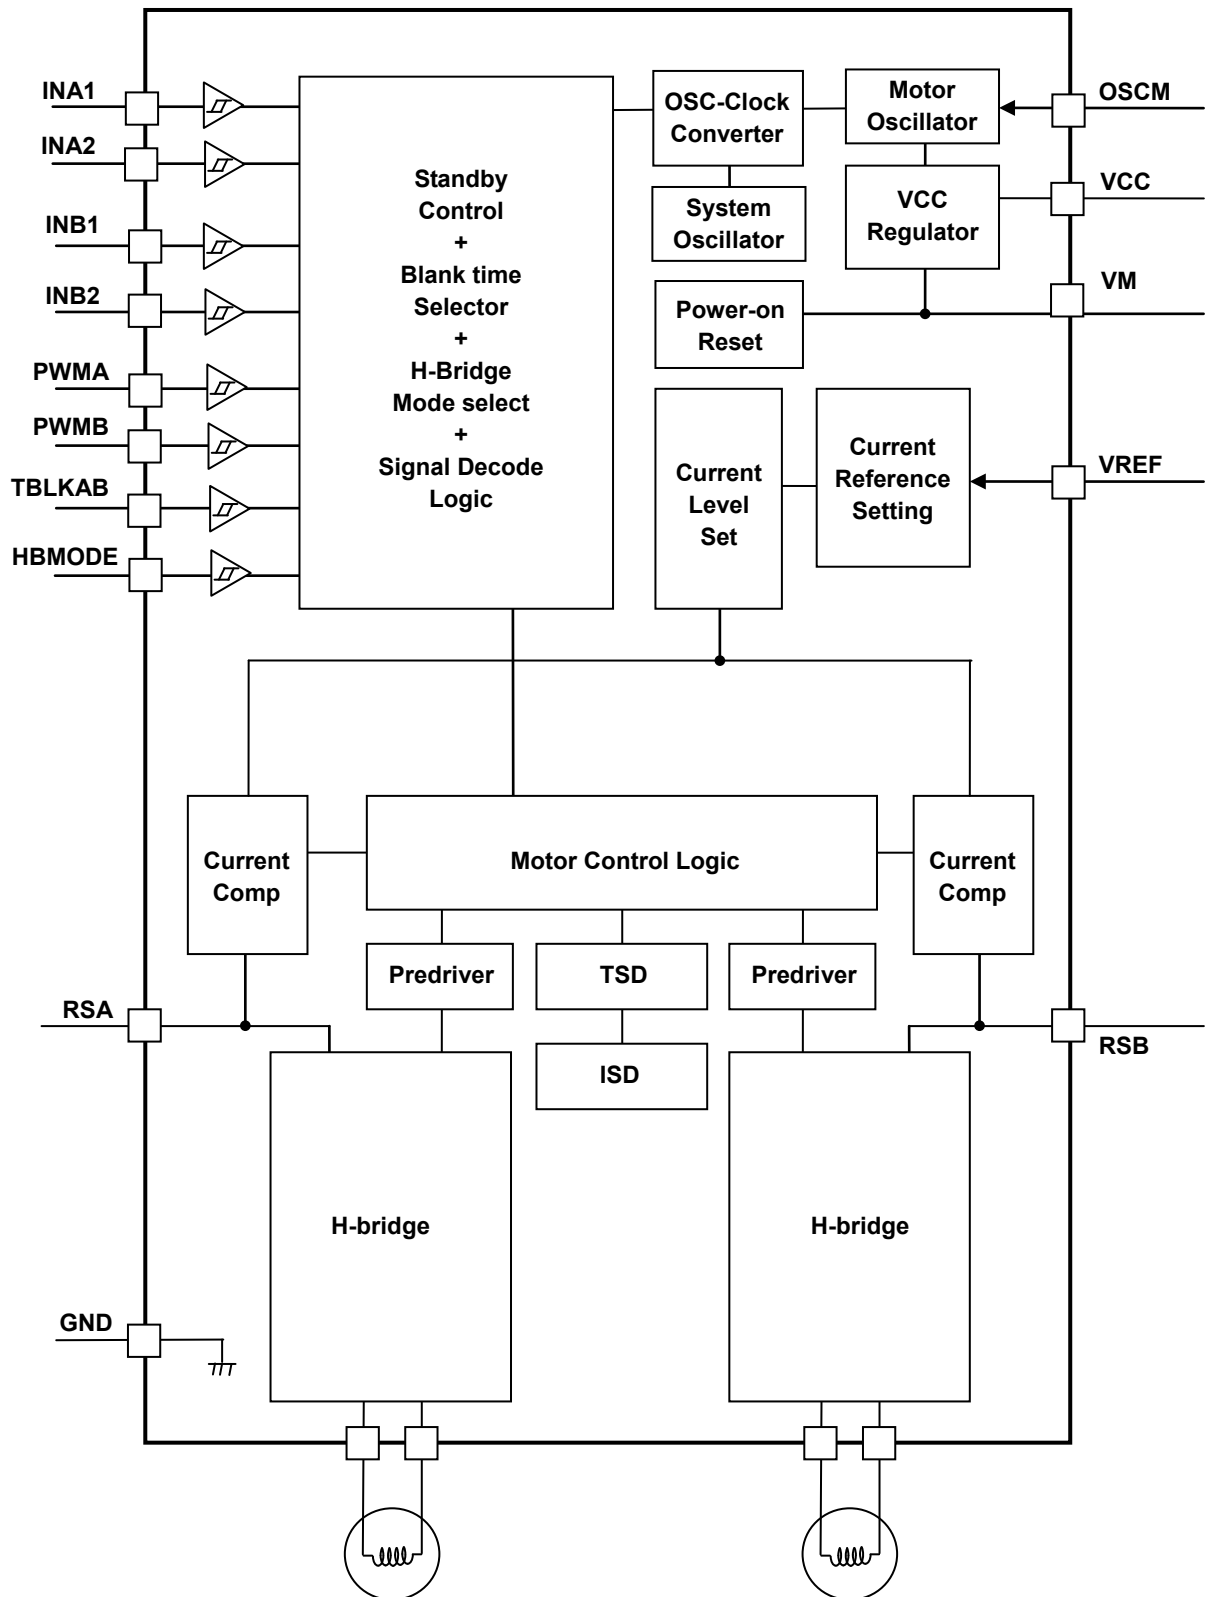 INA1
INA2
INB1
INB2
PWMA
PWMB
TBLKAB
HBMODE
Standby
Control
+
Blank time
Selector
+
H-Bridge
Mode select
+
Signal Decode
Logic
OSC-Clock
Converter
Motor
Oscillator
OSCM
System
Oscillator
VCC
Regulator
VCC
Power-on
Reset
VM
Current
Level
Set
Current
Reference
Setting
VREF
Current
Comp
Motor Control Logic
Current
Comp
Predriver
TSD
Predriver
RSA
ISD
RSB
H-bridge
H-bridge
GND